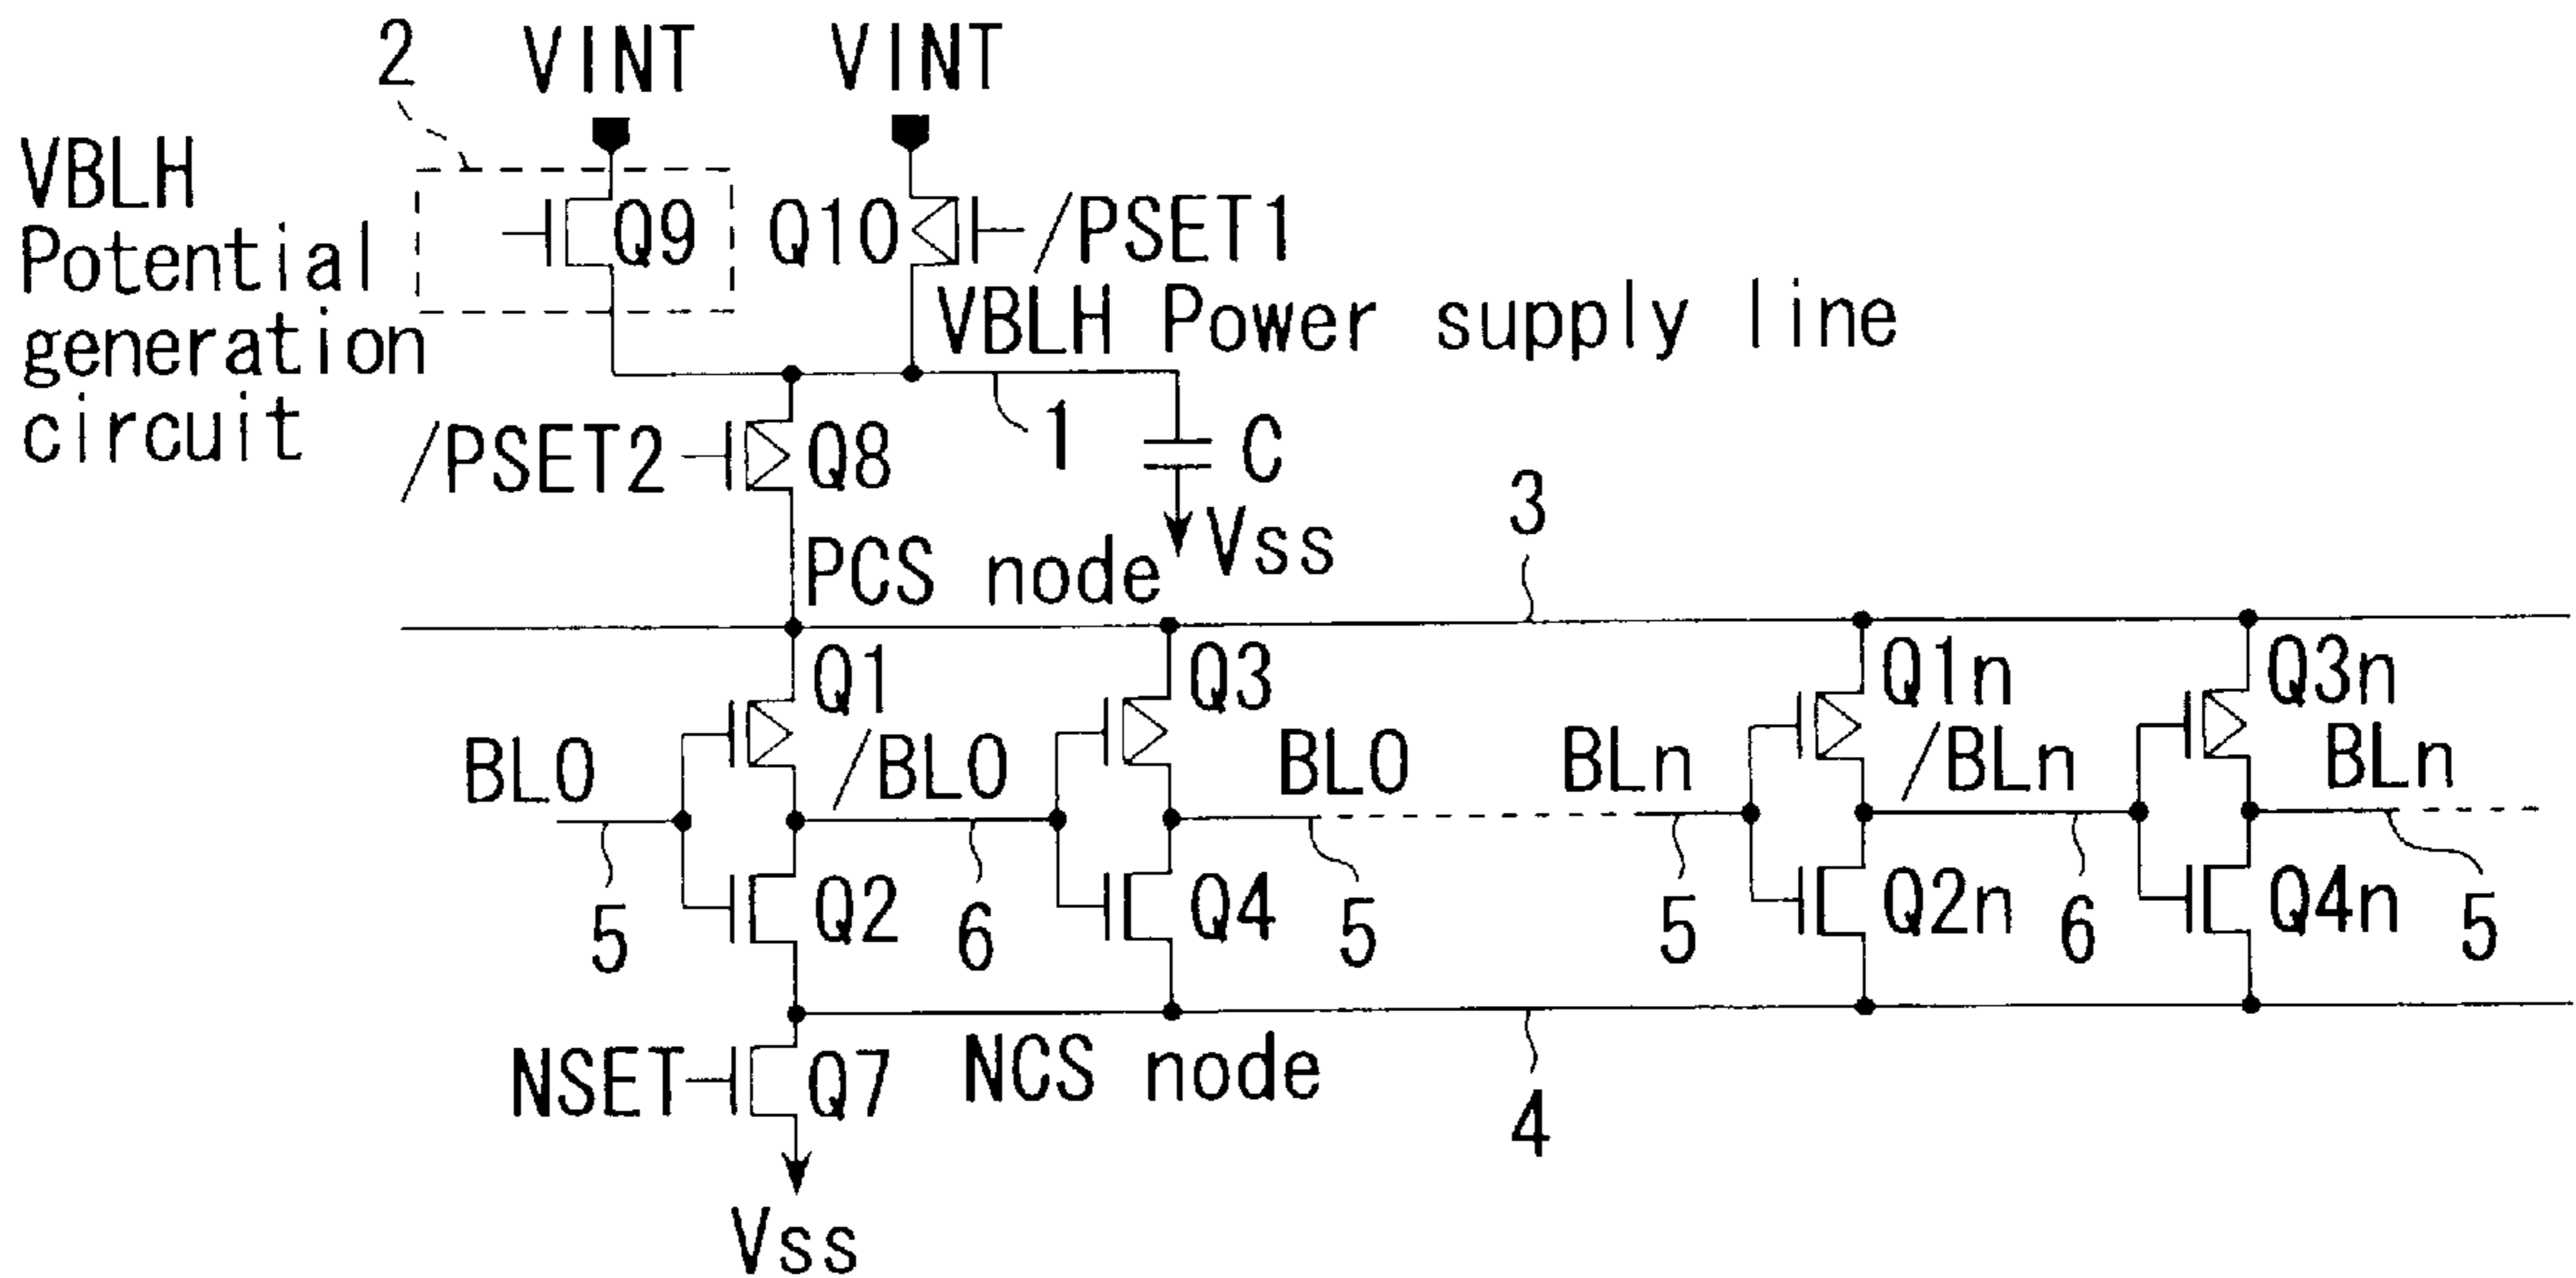 2
VINT
VINT
VBLH
Potential
generation
circuit
Q9
Q10
/PSET1
VBLH Power supply line
1
/PSET2
Q8
C
Vss
PCS node
3
Q1
Q3
Q1n
Q3n
BL0
/BL0
BL0
BLn
/BLn
BLn
5
Q2
6
Q4
5
5
Q2n
6
Q4n
5
NSET
Q7
NCS node
4
Vss